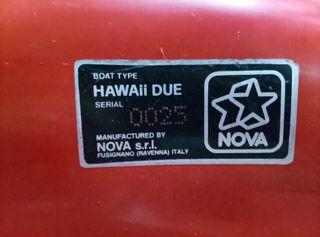 BOAT TYPE
HAWAii DUE
SERIAL
0025
MANUFACTURED BY
NOVA s.r.l.
FUSIGNANO (RAVENNA) ITALY
NOVA